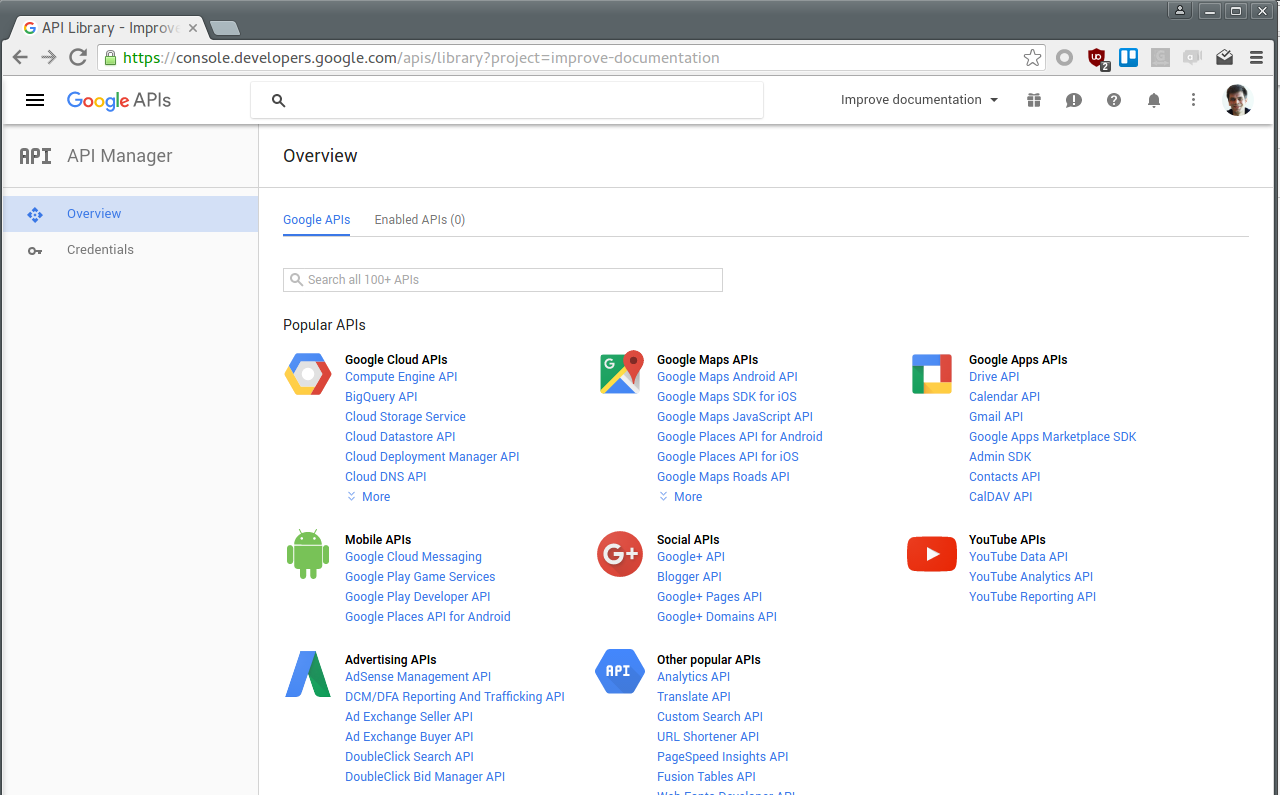 API Library - Improve
https://console.developers.google.com/apis/library?project=improve-documentation
2
Google APIs
Improve documentation
API
API Manager
Overview
Overview
Credentials
Google APIs
Enabled APIs (0)
Search all 100+ APIs
Popular APIs
Google Cloud APIs
Compute Engine API
BigQuery API
Cloud Storage Service
Cloud Datastore API
Cloud Deployment Manager API
Cloud DNS API
More
G
Google Maps APIs
Google Maps Android API
Google Maps SDK for iOS
Google Maps JavaScript API
Google Places API for Android
Google Places API for iOS
Google Maps Roads API
More
Google Apps APIs
Drive API
Calendar API
Gmail API
Google Apps Marketplace SDK
Admin SDK
Contacts API
CalDAV API
Mobile APIs
Google Cloud Messaging
Google Play Game Services
Google Play Developer API
Google Places API for Android
G+
Social APIs
Google+ API
Blogger API
Google+ Pages API
Google+ Domains API
YouTube APIs
YouTube Data API
YouTube Analytics API
YouTube Reporting API
Advertising APIs
AdSense Management API
DCM/DFA Reporting And Trafficking API
Ad Exchange Seller API
Ad Exchange Buyer API
DoubleClick Search API
DoubleClick Bid Manager API
API
Other popular APIs
Analytics API
Translate API
Custom Search API
URL Shortener API
PageSpeed Insights API
Fusion Tables API
Web Fonts Developer API